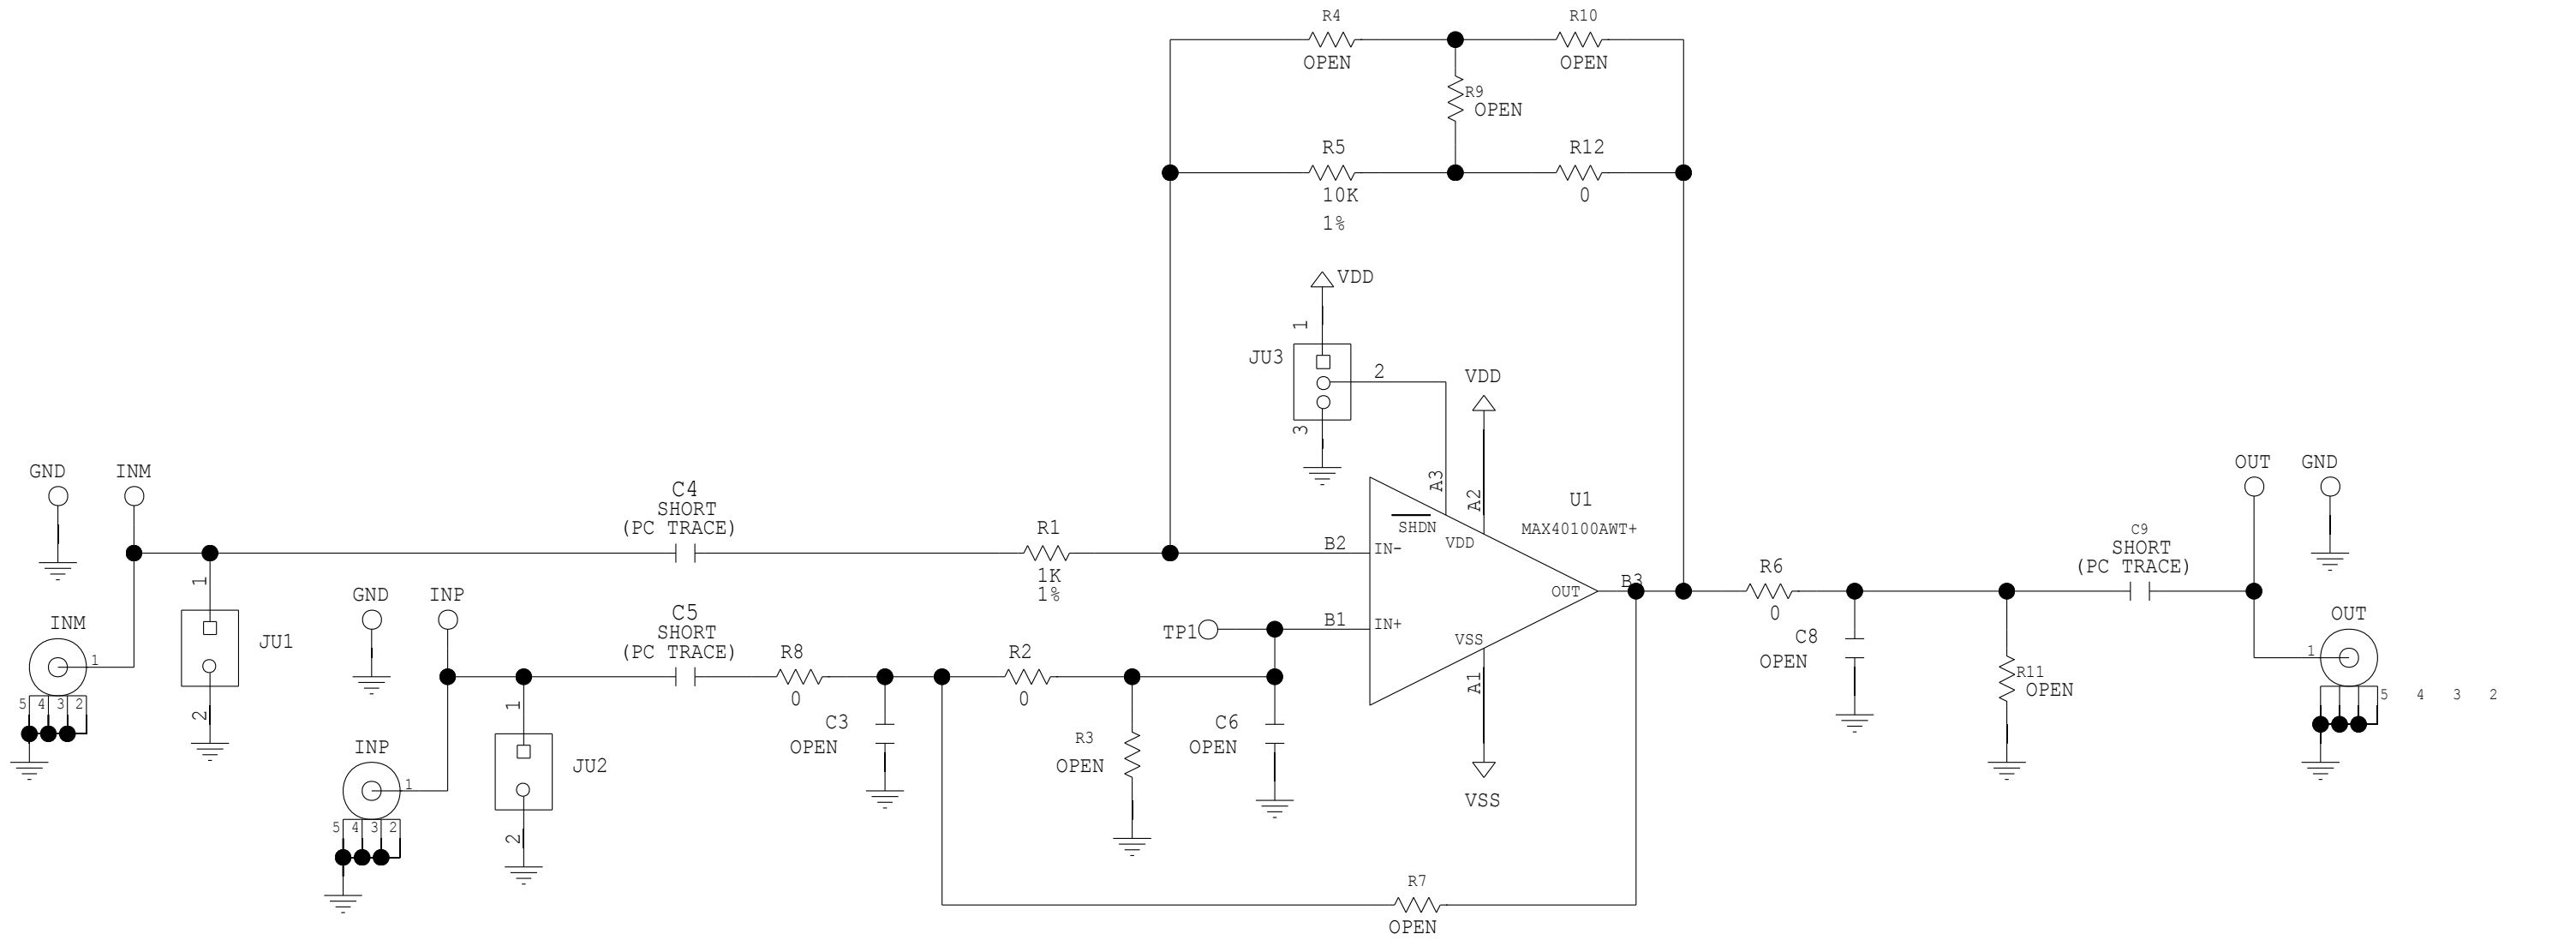 R4
R10
OPEN
OPEN
R9
OPEN
R5
R12
10K
0
1%
VDD
1
JU3
2
VDD
3
GND
INM
A3
A2
OUT
GND
C4
SHORT
(PC TRACE)
R1
U1
SHDN
MAX40100AWT+
C9
SHORT
(PC TRACE)
B2
IN-
VDD
1K
1%
1
GND
INP
R6
B3
OUT
0
INM
1
JU1
C5
SHORT
(PC TRACE)
R8
R2
TP1
B1
IN+
VSS
C8
OPEN
OUT
1
5 4 3 2
2
0
0
1
A1
R11
OPEN
5 4 3 2
C3
OPEN
R3
OPEN
C6
OPEN
INP
1
JU2
VSS
5 4 3 2
2
R7
OPEN